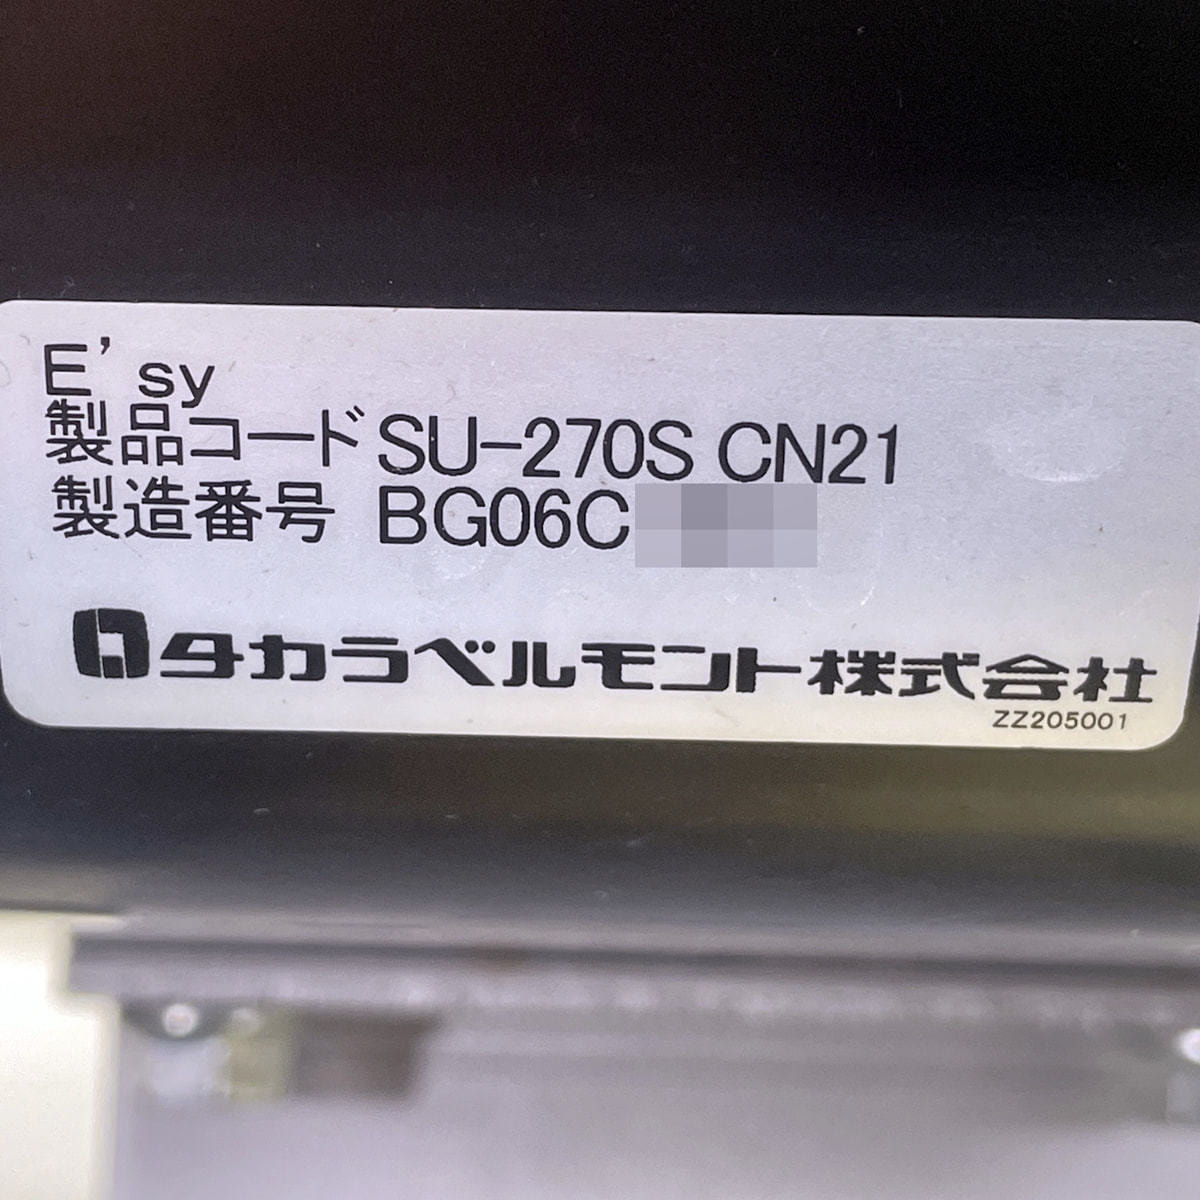 E'sy
製品コード SU-270S CN21
製造番号 BG06C
タカラベルモント株式会社
ZZ205001